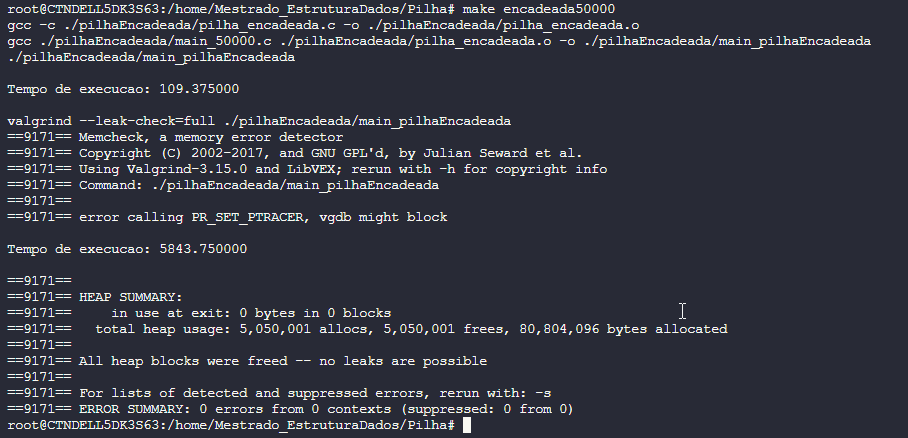 root@CTNDELL5DK3S63:/home/Mestrado_EstruturaDados/Pilha# make encadeada50000
gcc -c ./pilhaEncadeada/pilha_encadeada.c -o ./pilhaEncadeada/pilha_encadeada.o
gcc ./pilhaEncadeada/main_50000.c ./pilhaEncadeada/pilha_encadeada.o -o ./pilhaEncadeada/main_pilhaEncadeada
./pilhaEncadeada/main_pilhaEncadeada
Tempo de execucao: 109.375000
valgrind --leak-check=full ./pilhaEncadeada/main_pilhaEncadeada
==9171== Memcheck, a memory error detector
==9171== Copyright (C) 2002-2017, and GNU GPL'd, by Julian Seward et al.
==9171== Using Valgrind-3.15.0 and LibVEX; rerun with -h for copyright info
==9171== Command: ./pilhaEncadeada/main_pilhaEncadeada
==9171==
==9171== error calling PR_SET_PTRACER, vgdb might block
Tempo de execucao: 5843.750000
==9171==
==9171== HEAP SUMMARY:
==9171==     in use at exit: 0 bytes in 0 blocks
==9171==   total heap usage: 5,050,001 allocs, 5,050,001 frees, 80,804,096 bytes allocated
==9171==
==9171== All heap blocks were freed -- no leaks are possible
==9171==
==9171== For lists of detected and suppressed errors, rerun with: -s
==9171== ERROR SUMMARY: 0 errors from 0 contexts (suppressed: 0 from 0)
root@CTNDELL5DK3S63:/home/Mestrado_EstruturaDados/Pilha#